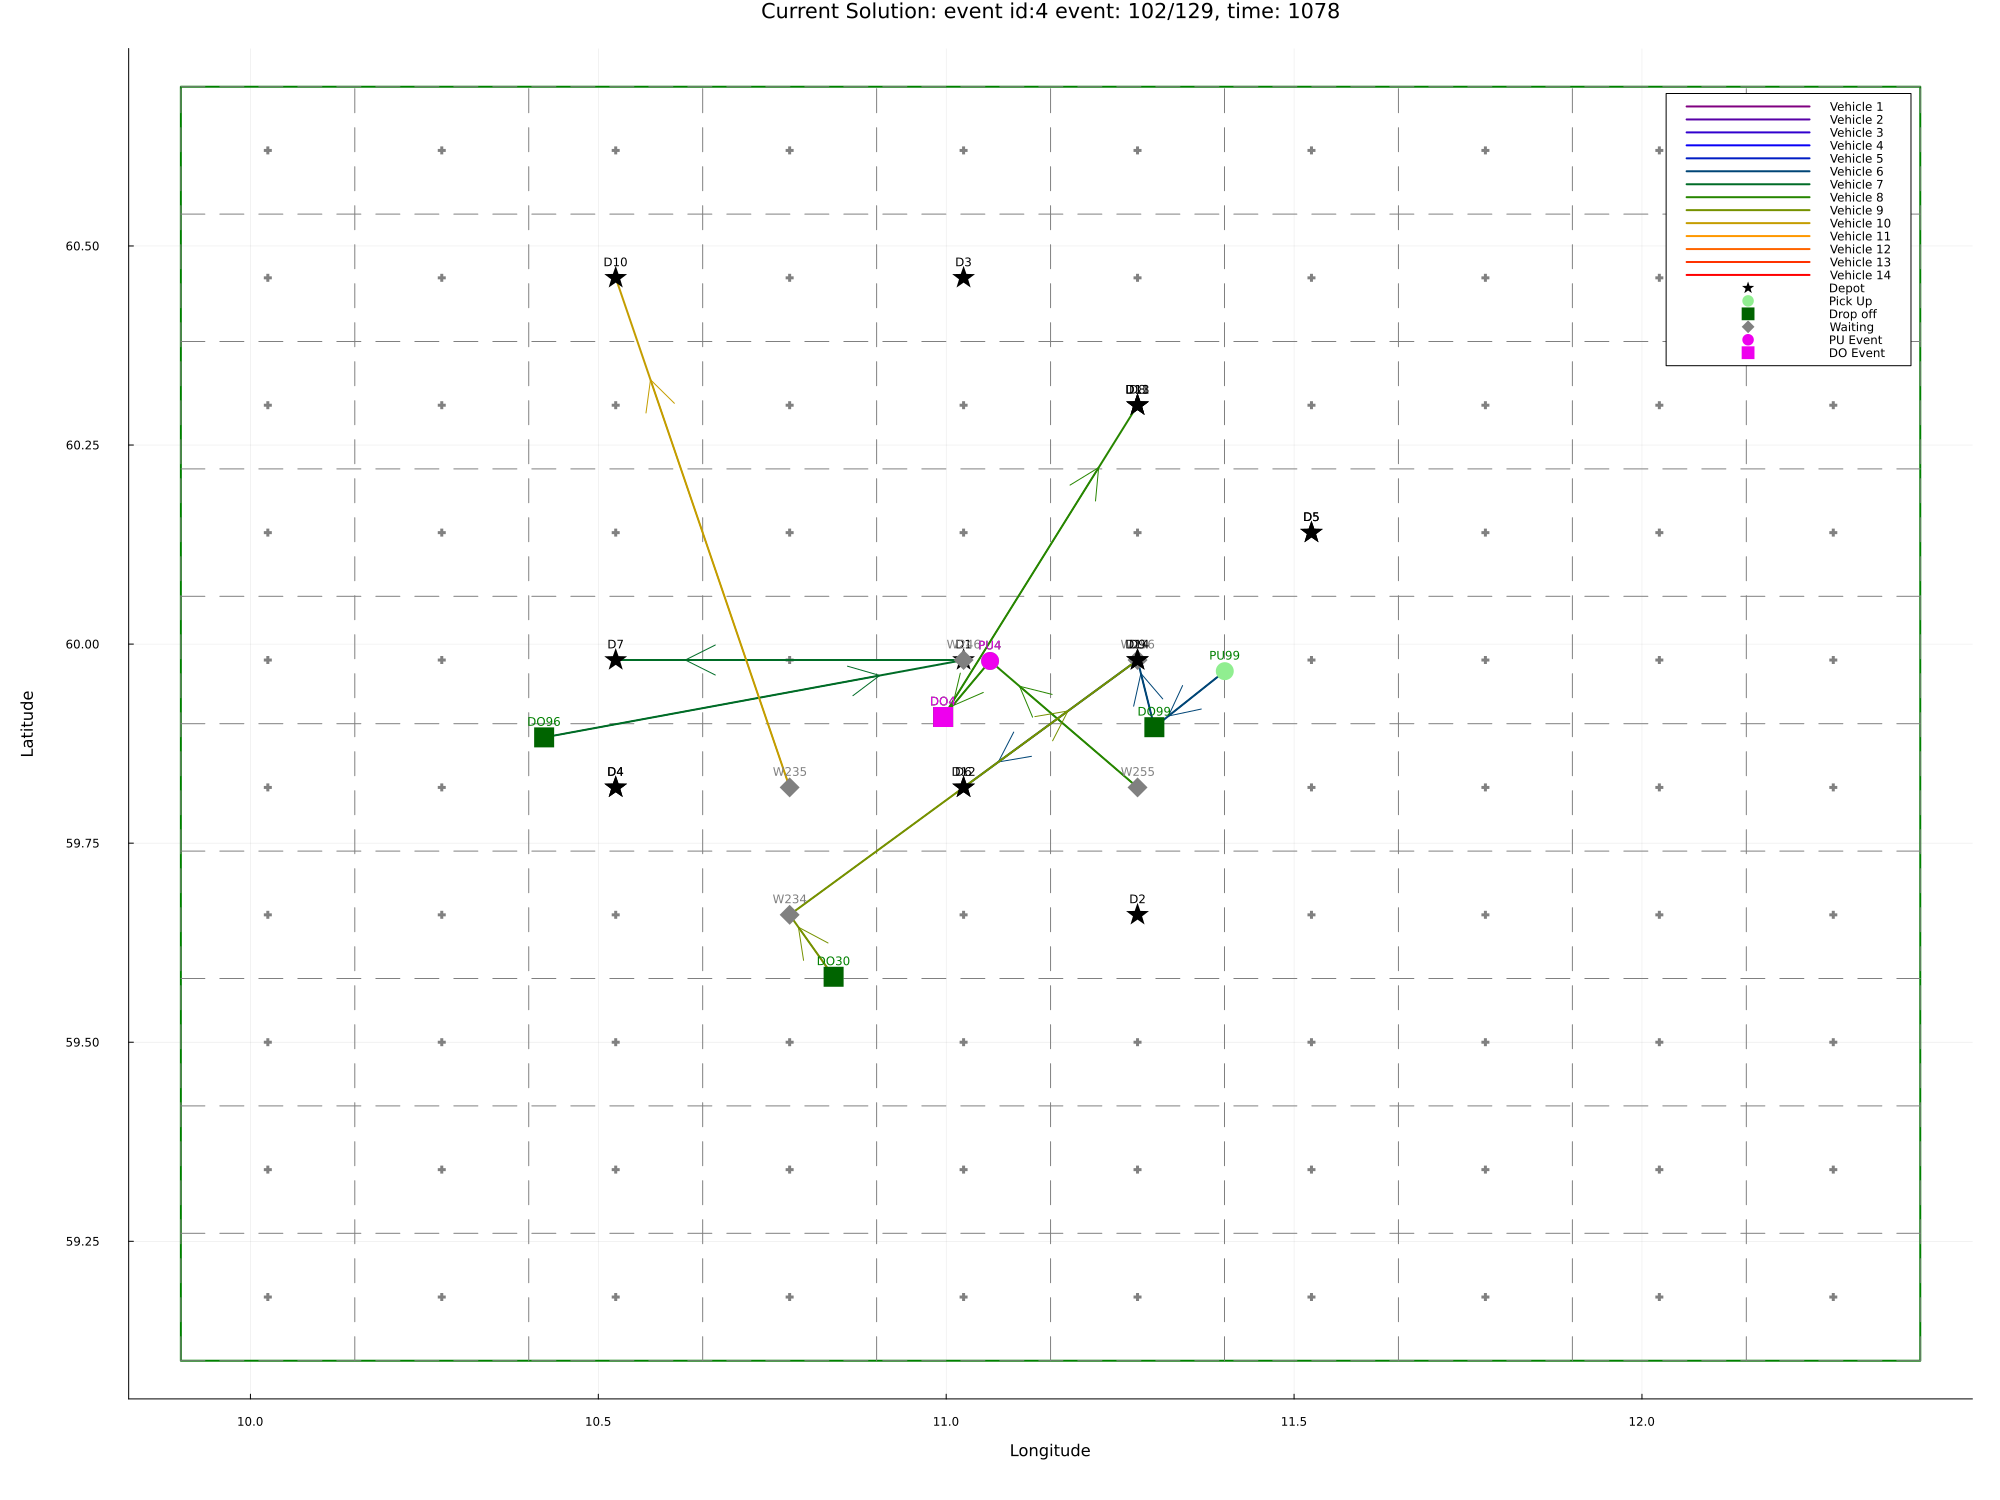 Current Solution: event id:4 event: 102/129, time: 1078
Vehicle 1
Vehicle 2
Vehicle 3
Vehicle 4
Vehicle 5
Vehicle 6
Vehicle 7
Vehicle 8
Vehicle 9
Vehicle 10
Vehicle 11
Vehicle 12
Vehicle 13
Vehicle 14
Depot
Pick Up
Drop off
Waiting
PU Event
DO Event
60.50
60.25
60.00
59.75
59.50
59.25
Latitude
D10
D3
D5
D7
D1
PU4
PU99
DO4
DO99
DO96
D4
W235
W255
W234
D2
DO30
10.0
10.5
11.0
11.5
12.0
Longitude